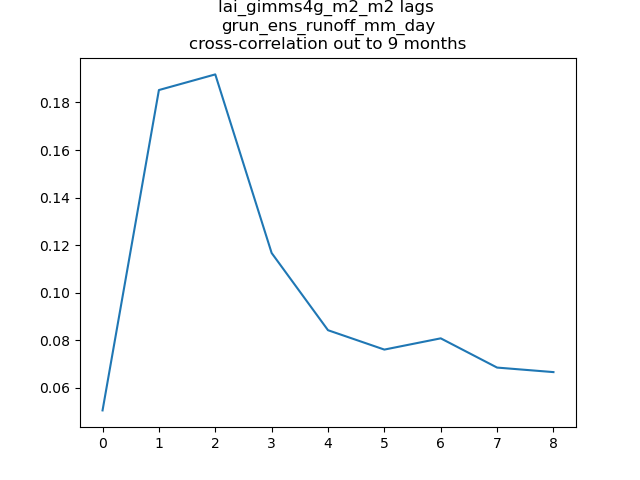 lai_gimms4g_m2_m2 lags
grun_ens_runoff_mm_day
cross-correlation out to 9 months
0.18
0.16
0.14
0.12
0.10
0.08
0.06
0 1 2 3 4 5 6 7 8